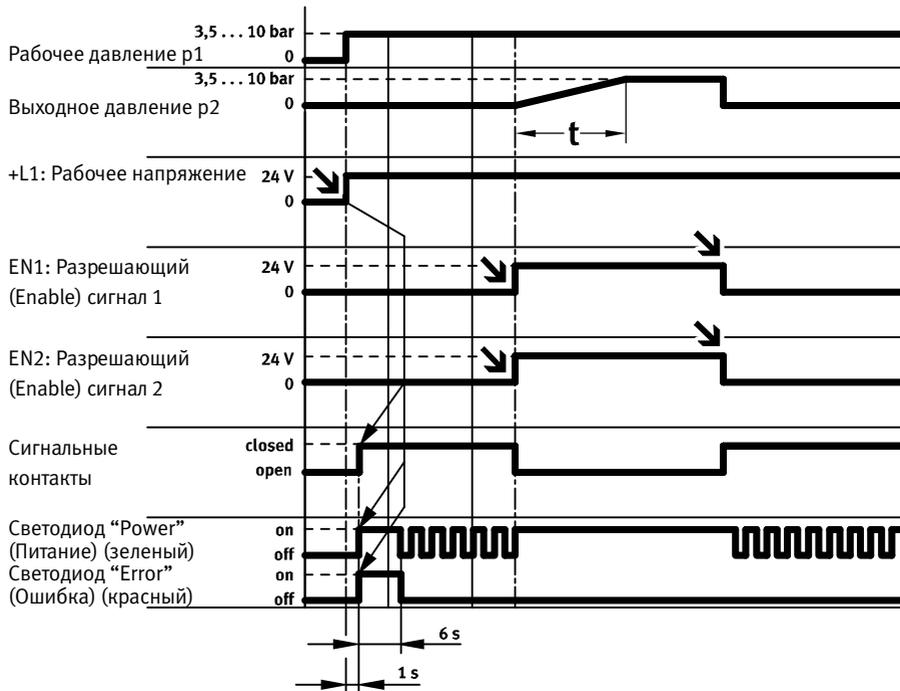 3,5 . . . 10 bar
Рабочее давление p1
0
3,5 . . . 10 bar
Выходное давление p2
0
t
+L1: Рабочее напряжение
24 V
0
EN1: Разрешающий
(Enable) сигнал 1
24 V
0
EN2: Разрешающий
(Enable) сигнал 2
24 V
0
Сигнальные
контакты
closed
open
Светодиод “Power”
(Питание) (зеленый)
on
off
Светодиод “Error”
(Ошибка) (красный)
on
off
6 s
1 s